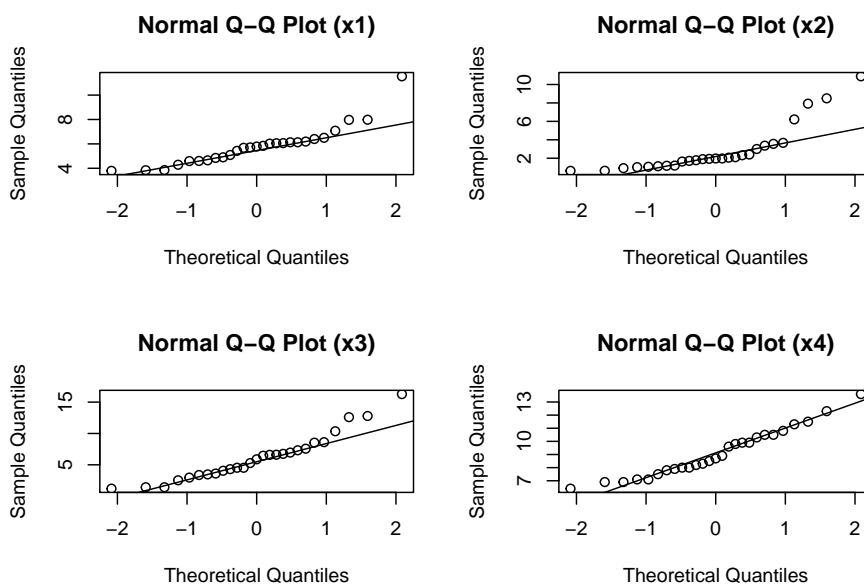 Normal Q−Q Plot (x1)
Sample Quantiles
4 8
−2 −1 0 1 2
Theoretical Quantiles
Normal Q−Q Plot (x2)
Sample Quantiles
2 6 10
−2 −1 0 1 2
Theoretical Quantiles
Normal Q−Q Plot (x3)
Sample Quantiles
5 15
−2 −1 0 1 2
Theoretical Quantiles
Normal Q−Q Plot (x4)
Sample Quantiles
7 10 13
−2 −1 0 1 2
Theoretical Quantiles